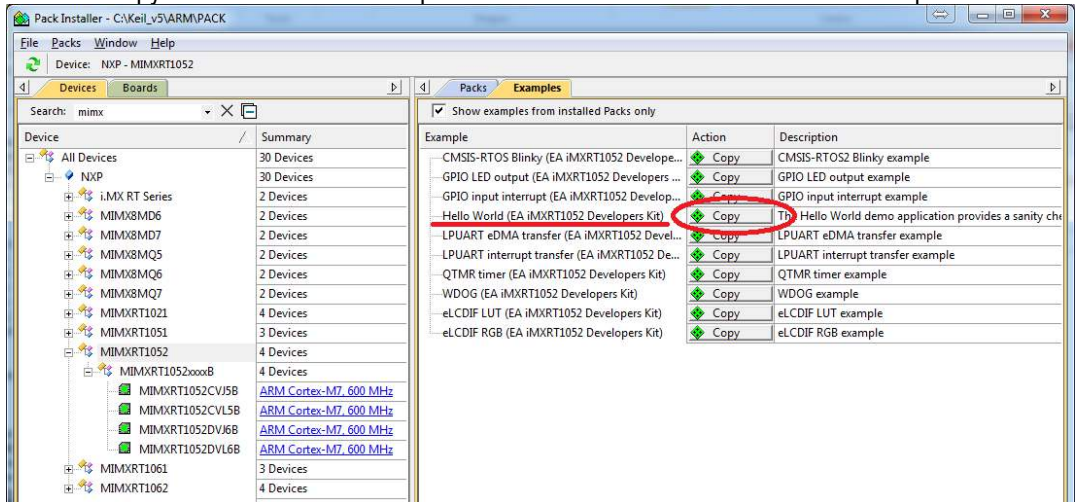 Pack Installer - C:\Keil_v5\ARM\PACK
File Packs Window Help
Device: NXP - MIMXRT1052
Devices Boards
Search: mimx
Device / Summary
All Devices 30 Devices
NXP 30 Devices
i.MX RT Series 2 Devices
MIMX8MD6 2 Devices
MIMX8MD7 2 Devices
MIMX8MQ5 2 Devices
MIMX8MQ6 2 Devices
MIMX8MQ7 2 Devices
MIMXRT1021 4 Devices
MIMXRT1051 3 Devices
MIMXRT1052 4 Devices
MIMXRT1052xxxxB 4 Devices
MIMXRT1052CVJ5B ARM Cortex-M7, 600 MHz
MIMXRT1052CVL5B ARM Cortex-M7, 600 MHz
MIMXRT1052DVJ6B ARM Cortex-M7, 600 MHz
MIMXRT1052DVL6B ARM Cortex-M7, 600 MHz
MIMXRT1061 3 Devices
MIMXRT1062 4 Devices
Packs Examples
Show examples from installed Packs only
Example Action Description
CMSIS-RTOS Blinky (EA iMXRT1052 Develope... Copy CMSIS-RTOS2 Blinky example
GPIO LED output (EA iMXRT1052 Developers ... Copy GPIO LED output example
GPIO input interrupt (EA iMXRT1052 Develop... Copy GPIO input interrupt example
Hello World (EA iMXRT1052 Developers Kit) Copy The Hello World demo application provides a sanity che
LPUART eDMA transfer (EA iMXRT1052 Devel... Copy LPUART eDMA transfer example
LPUART interrupt transfer (EA iMXRT1052 De... Copy LPUART interrupt transfer example
QTMR timer (EA iMXRT1052 Developers Kit) Copy QTMR timer example
WDOG (EA iMXRT1052 Developers Kit) Copy WDOG example
eLCDIF LUT (EA iMXRT1052 Developers Kit) Copy eLCDIF LUT example
eLCDIF RGB (EA iMXRT1052 Developers Kit) Copy eLCDIF RGB example